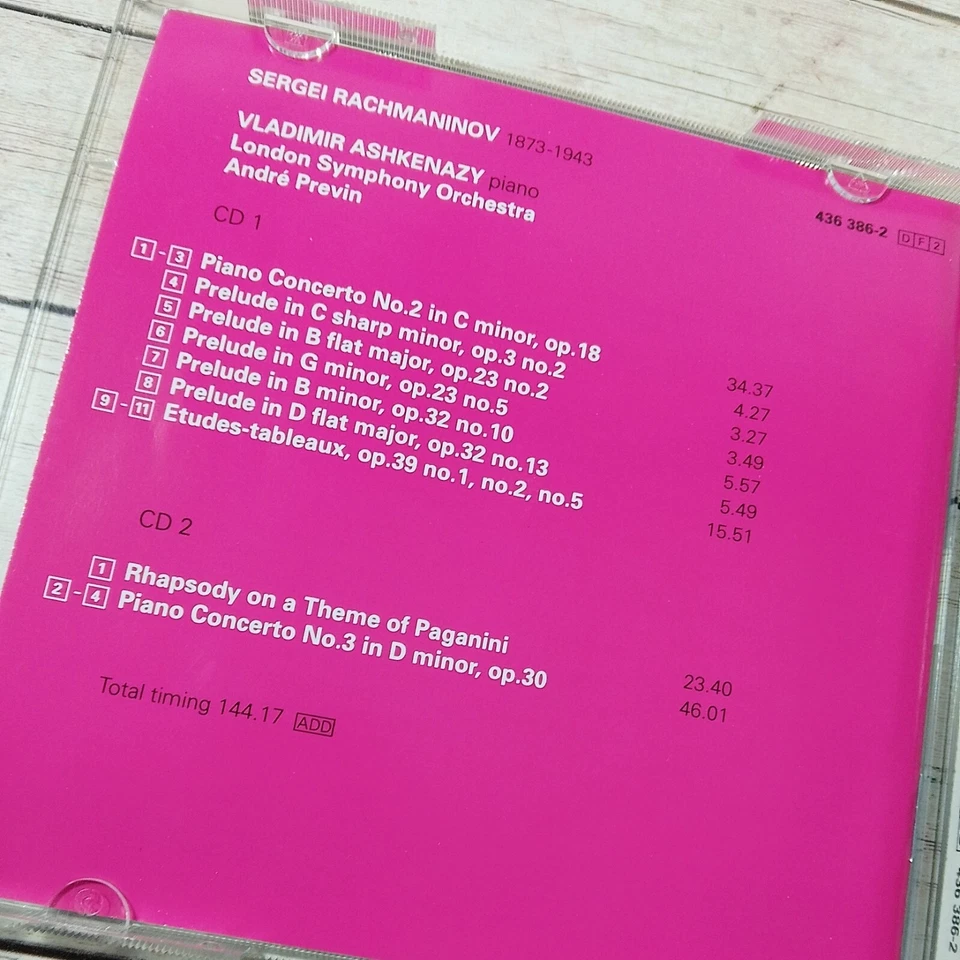 SERGEI RACHMANINOV 1873-1943
VLADIMIR ASHKENAZY piano
London Symphony Orchestra
André Previn
436 386-2 DF2
CD 1
1-3 Piano Concerto No.2 in C minor, op.18 34.37
4 Prelude in C sharp minor, op.3 no.2 4.27
5 Prelude in B flat major, op.23 no.2 3.27
6 Prelude in G minor, op.23 no.5 3.49
7 Prelude in B minor, op.32 no.10 5.57
8 Prelude in D flat major, op.32 no.13 5.49
9-11 Etudes-tableaux, op.39 no.1, no.2, no.5 15.51
CD 2
1 Rhapsody on a Theme of Paganini 23.40
2-4 Piano Concerto No.3 in D minor, op.30 46.01
Total timing 144.17 ADD
436 386-2